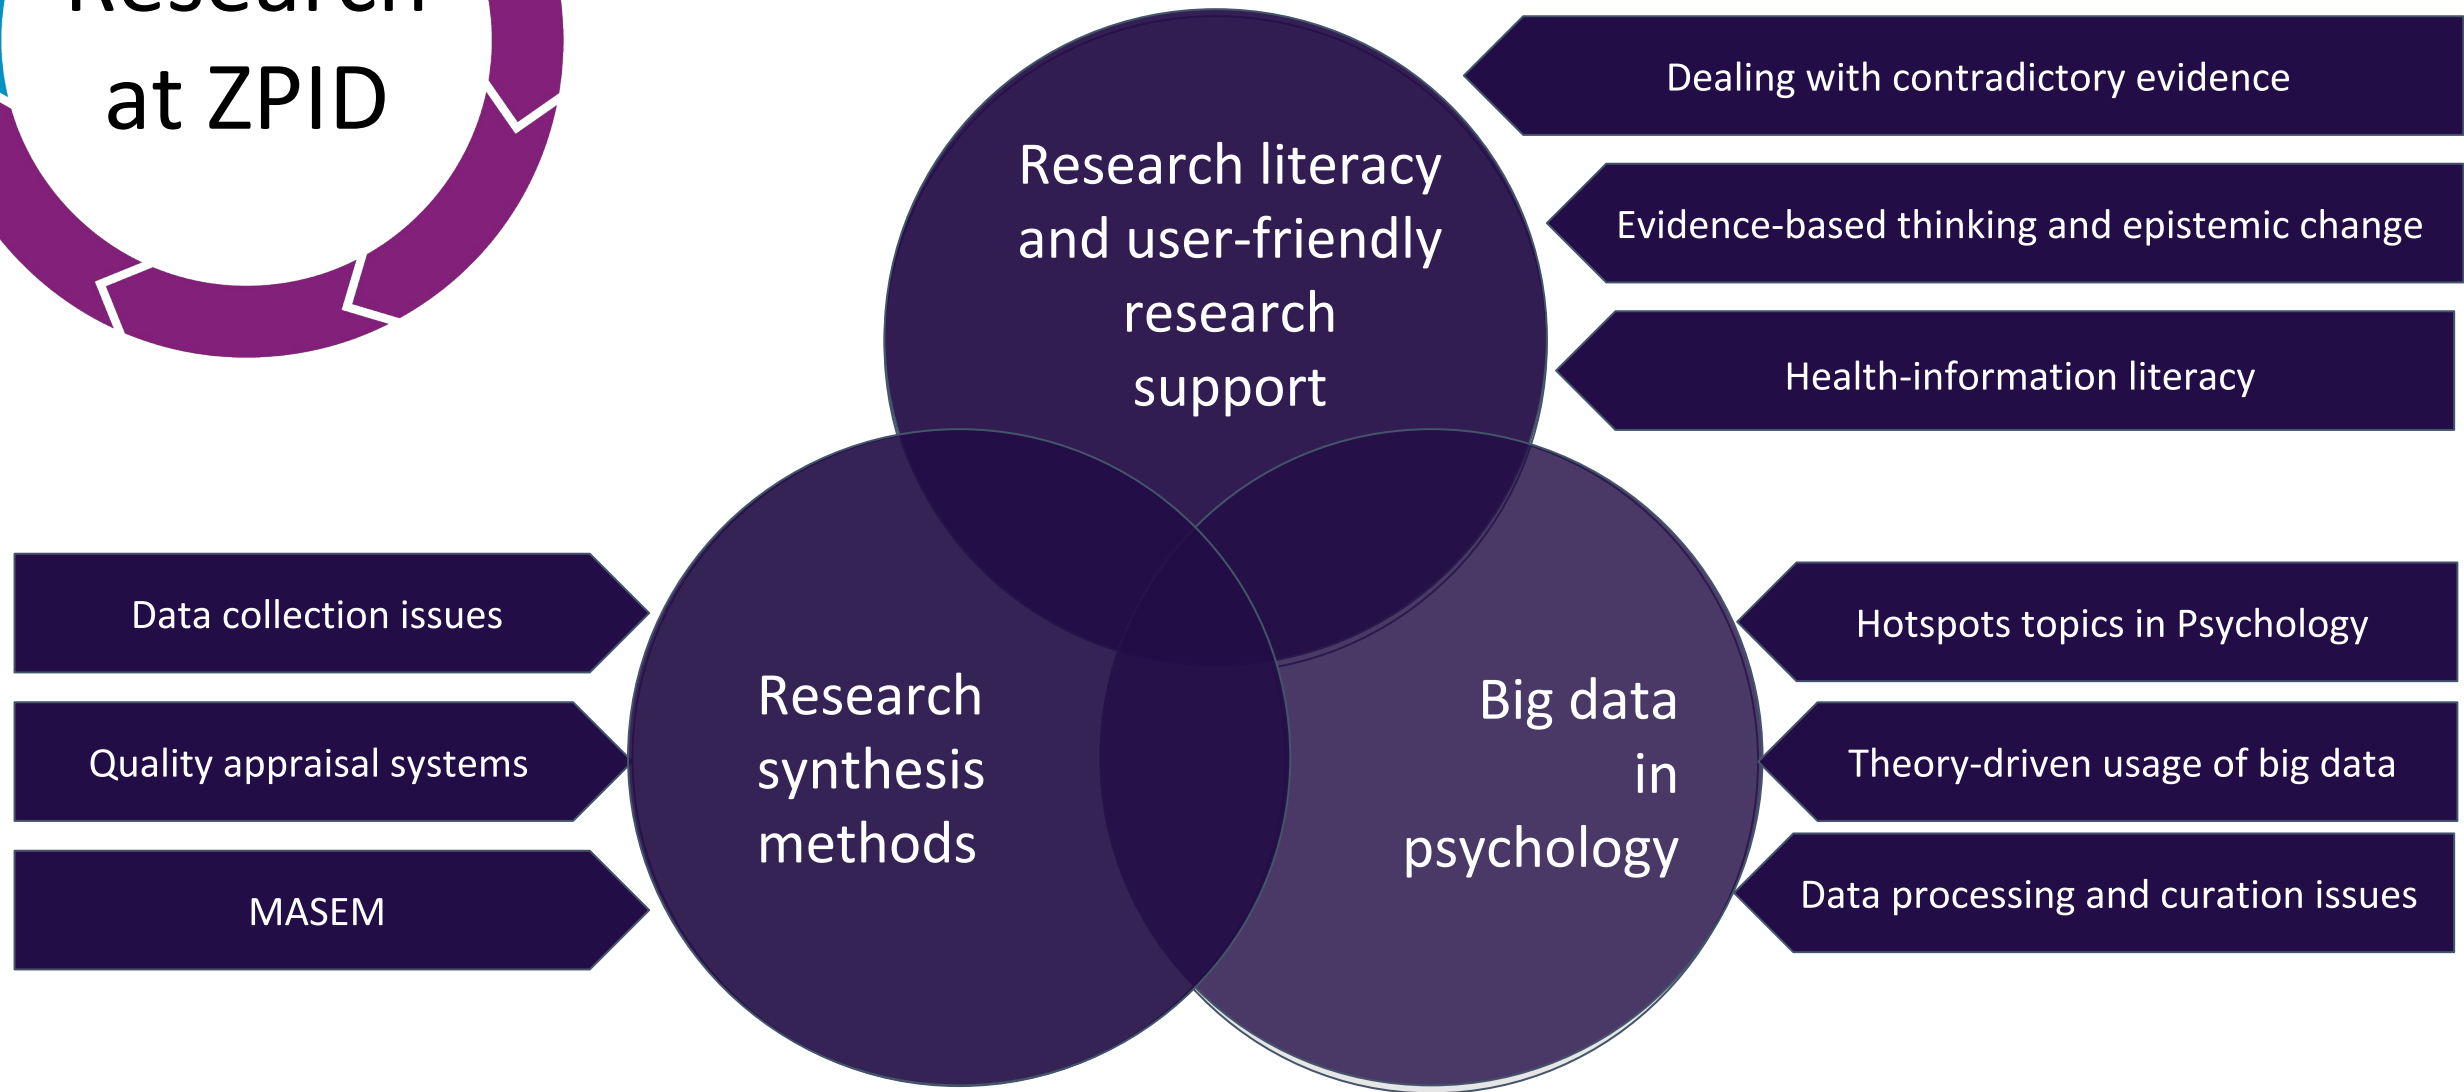 Research
at ZPID
Research literacy
and user-friendly
research
support
Dealing with contradictory evidence
Evidence-based thinking and epistemic change
Health-information literacy
Data collection issues
Quality appraisal systems
MASEM
Research
synthesis
methods
Big data
in
psychology
Hotspots topics in Psychology
Theory-driven usage of big data
Data processing and curation issues